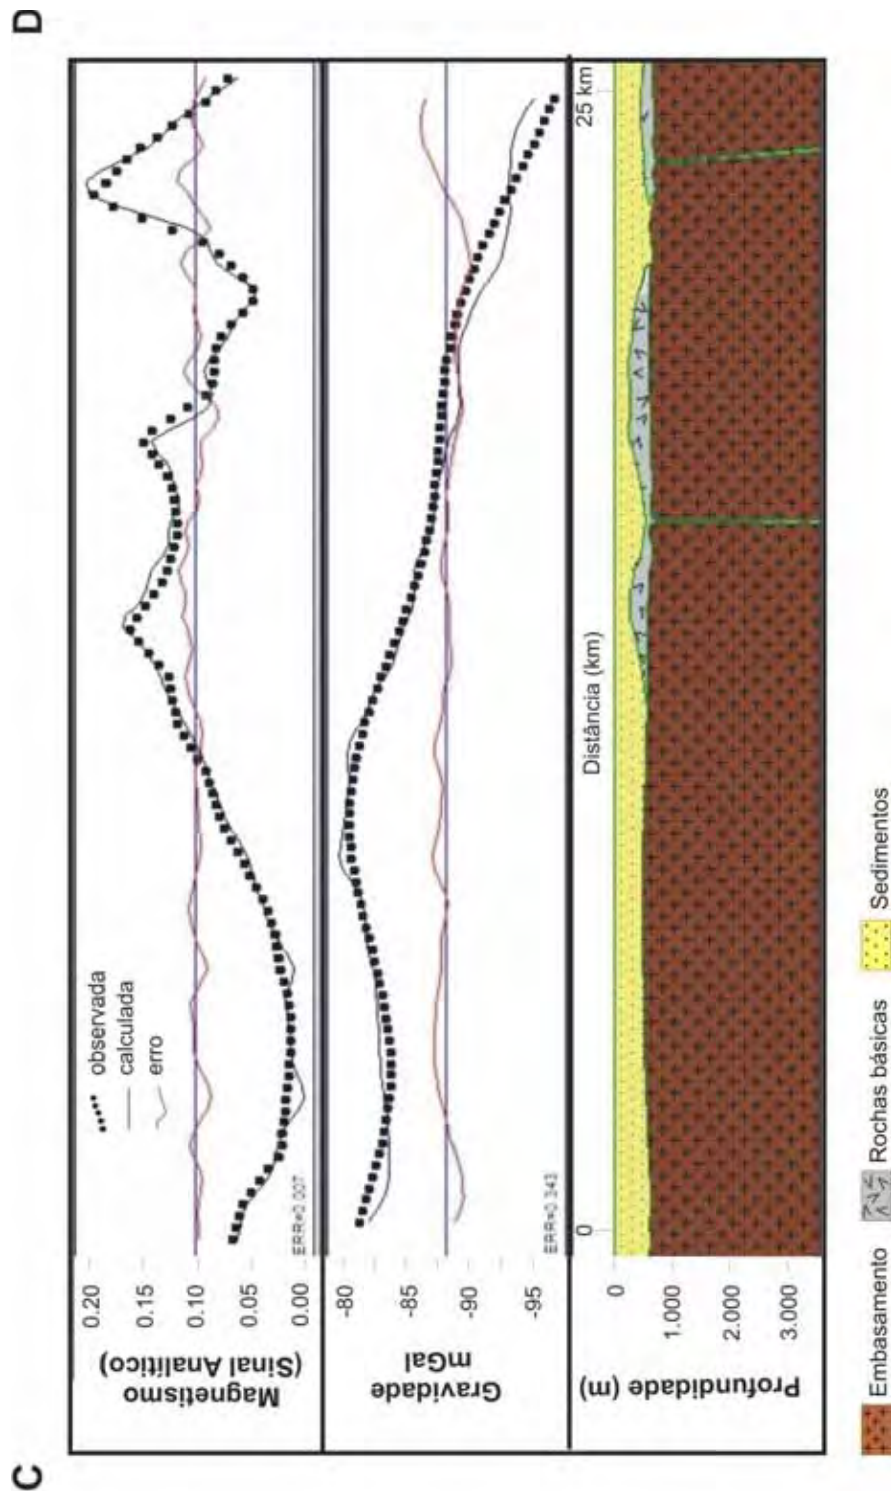 C
D
observada
calculada
erro
0.20
0.15
0.10
0.05
0.00
Magnetismo
(Sinal Analítico)
ERR=0.007
-80
-85
-90
-95
Gravidade
mGal
ERR=0.343
Distância (km)
0
25 km
0
1.000
2.000
3.000
Profundidade (m)
Embasamento
Rochas básicas
Sedimentos